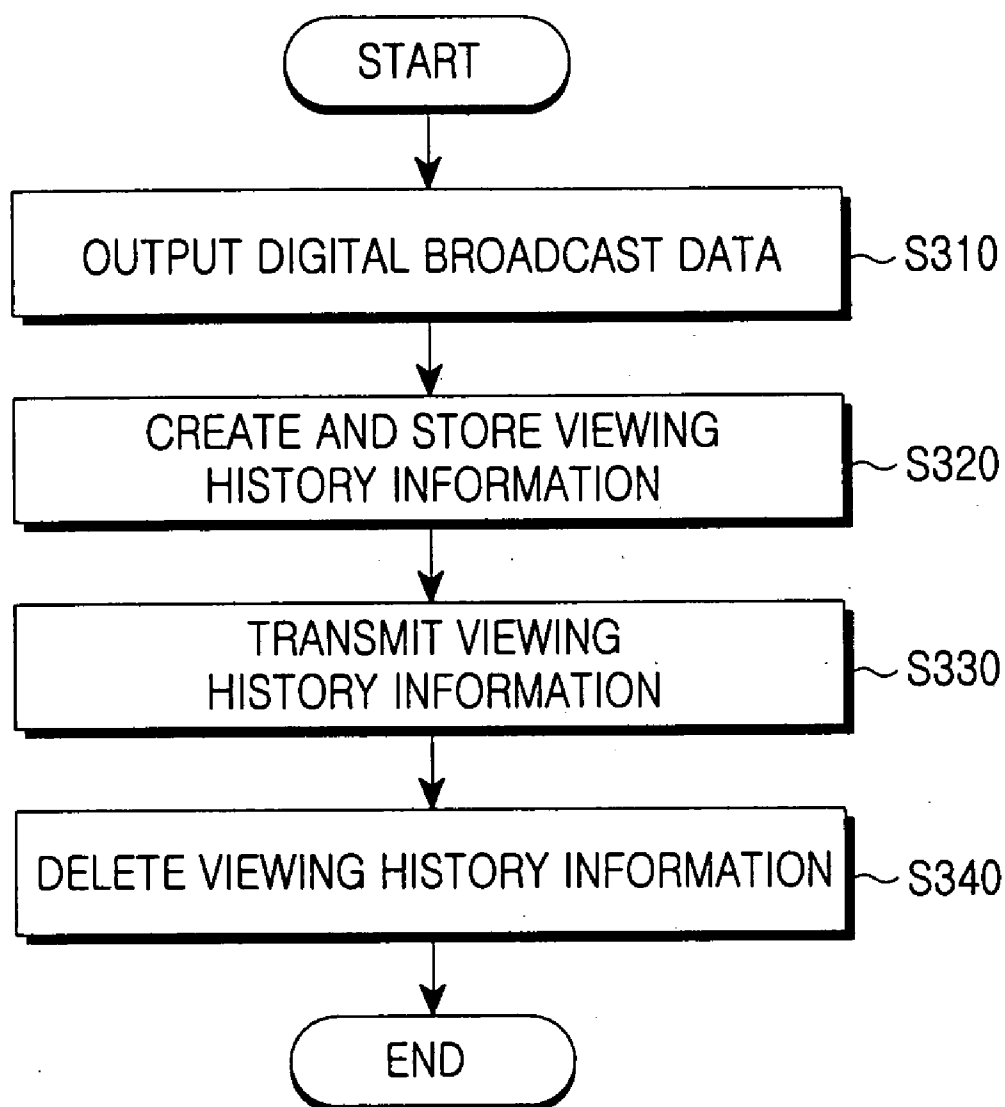 START
OUTPUT DIGITAL BROADCAST DATA
S310
CREATE AND STORE VIEWING
HISTORY INFORMATION
S320
TRANSMIT VIEWING
HISTORY INFORMATION
S330
DELETE VIEWING HISTORY INFORMATION
S340
END